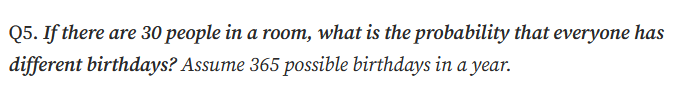 Q5. If there are 30 people in a room, what is the probability that everyone has
different birthdays? Assume 365 possible birthdays in a year.